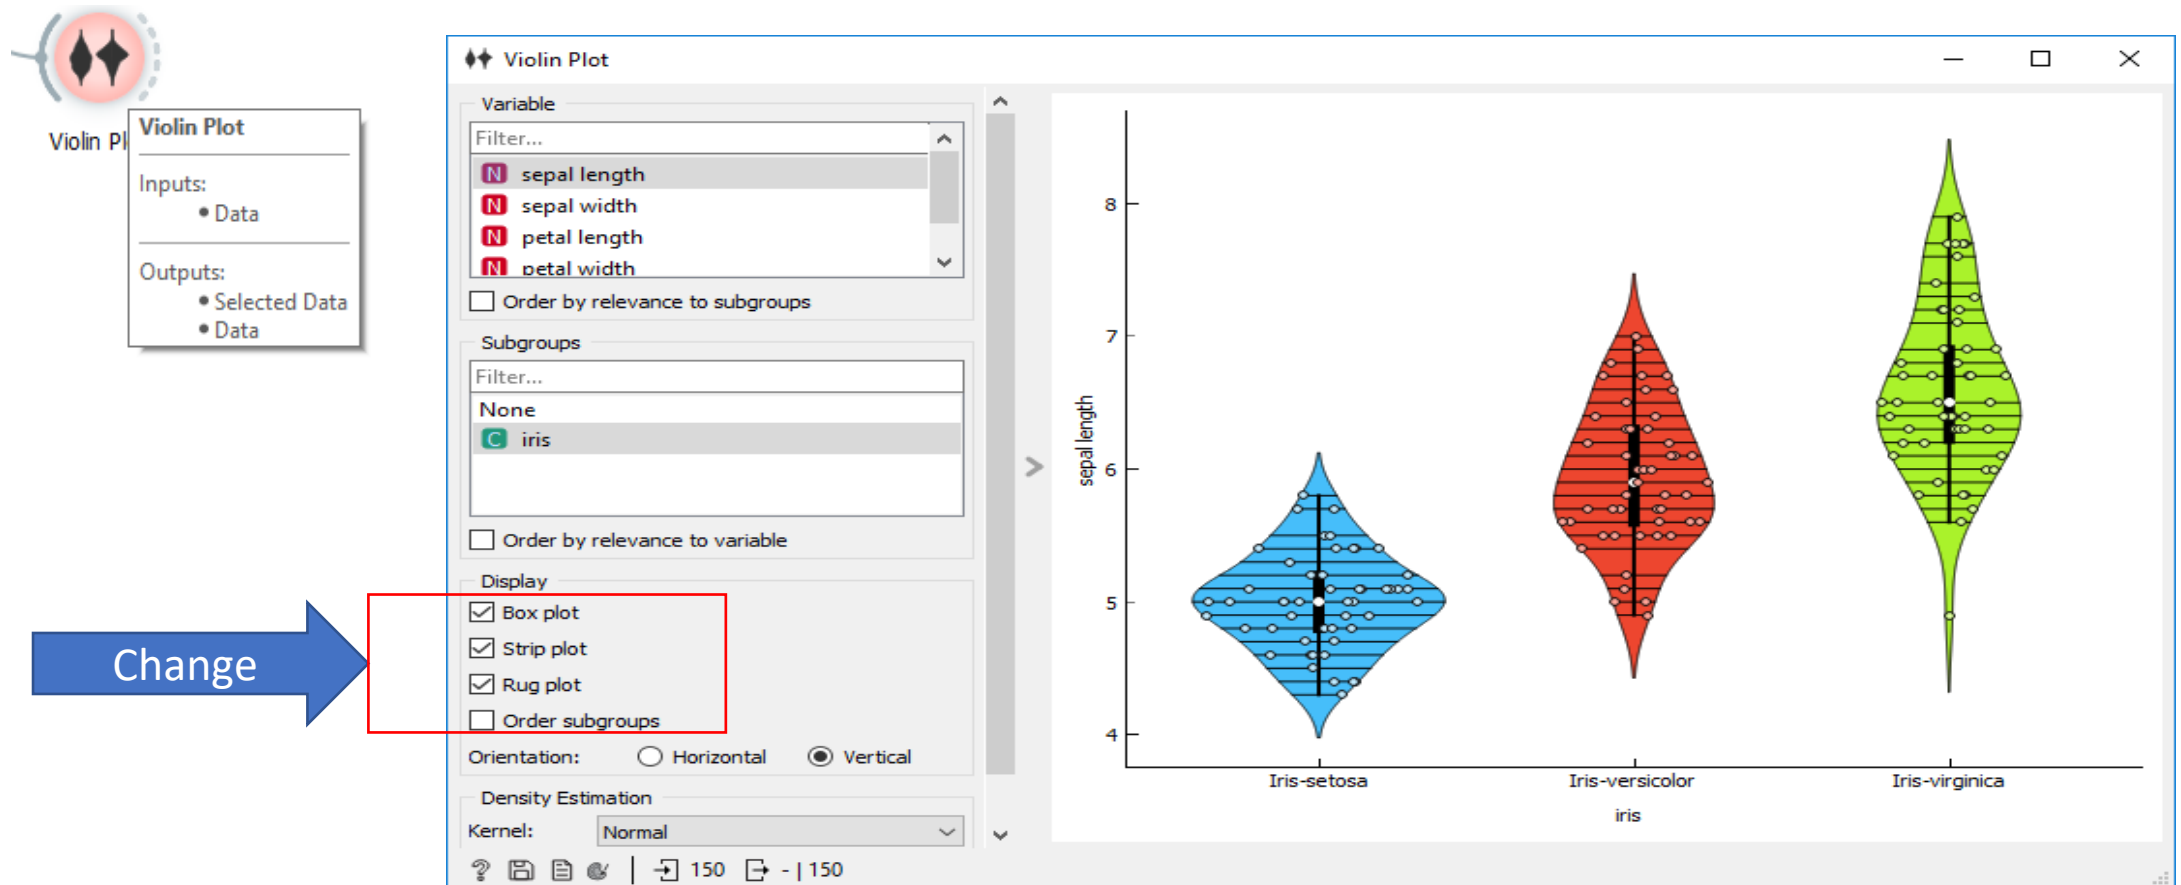 Violin Pl
Violin Plot
Inputs:
• Data
Outputs:
• Selected Data
• Data
Change
Violin Plot
Variable
Filter...
N sepal length
N sepal width
N petal length
N petal width
Order by relevance to subgroups
Subgroups
Filter...
None
C iris
Order by relevance to variable
Display
Box plot
Strip plot
Rug plot
Order subgroups
Orientation: Horizontal Vertical
Density Estimation
Kernel: Normal
? 150 - | 150
>
sepal length
8
7
6
5
4
Iris-setosa Iris-versicolor Iris-virginica
iris